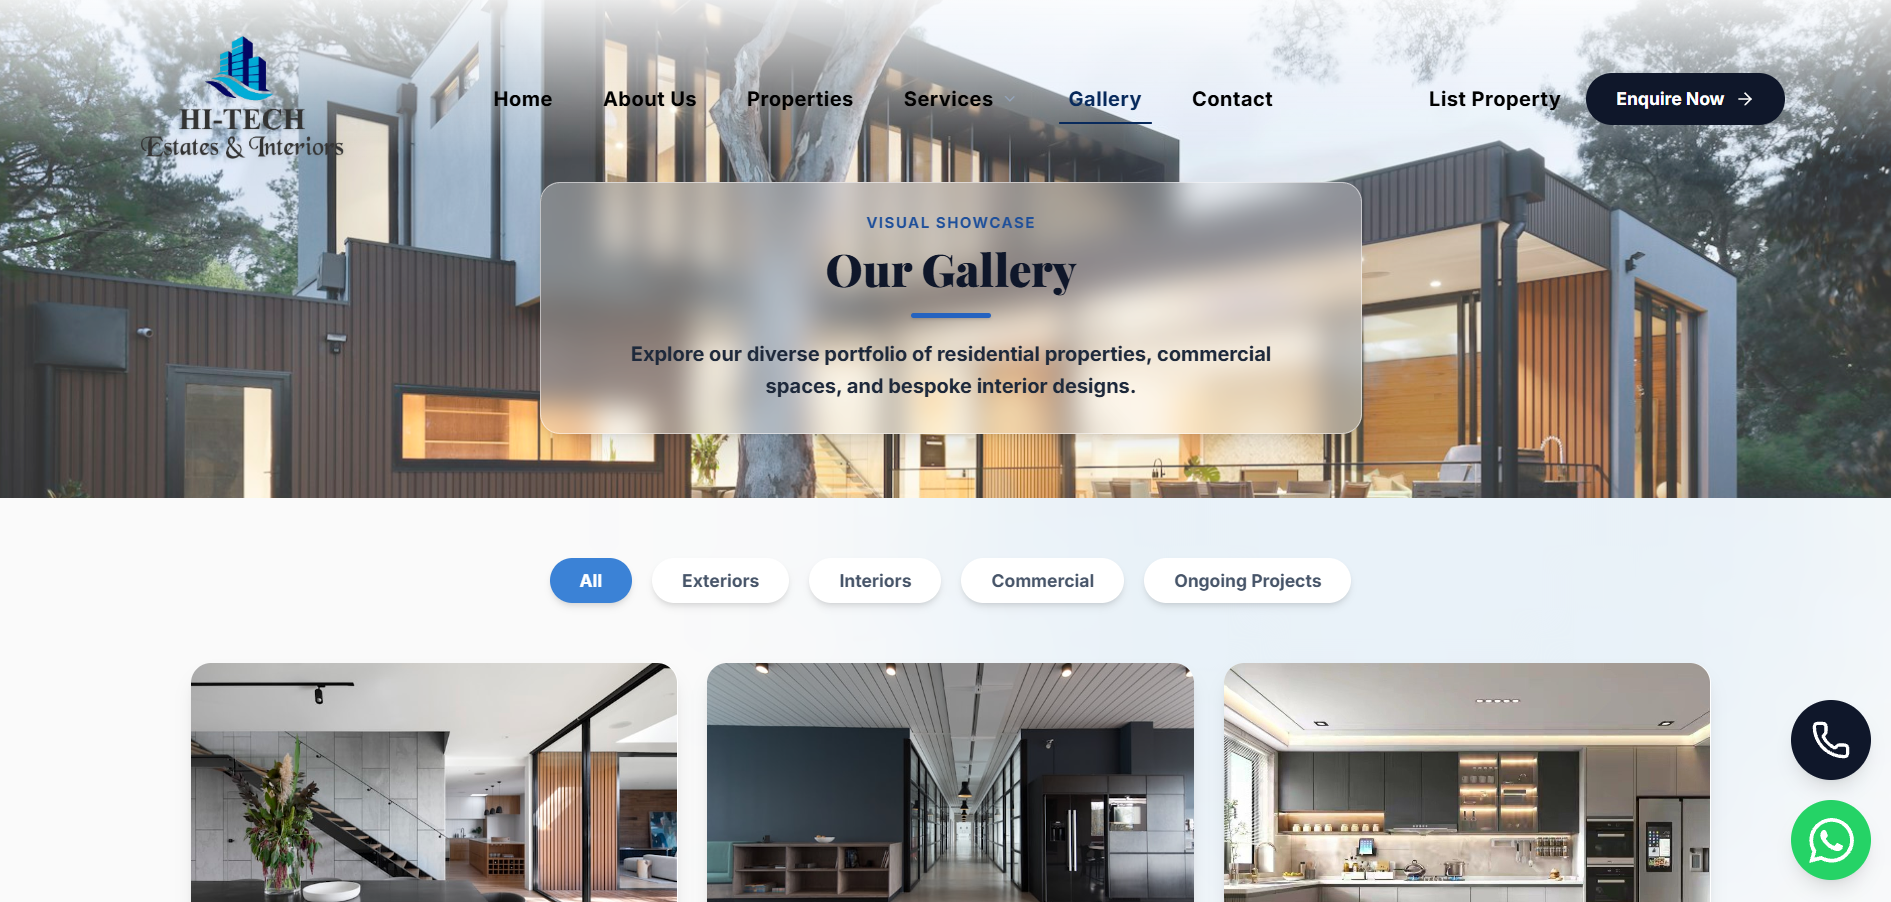 HI-TECH
Estates & Interiors
Home
About Us
Properties
Services
Gallery
Contact
List Property
Enquire Now
VISUAL SHOWCASE
Our Gallery
Explore our diverse portfolio of residential properties, commercial
spaces, and bespoke interior designs.
All
Exteriors
Interiors
Commercial
Ongoing Projects